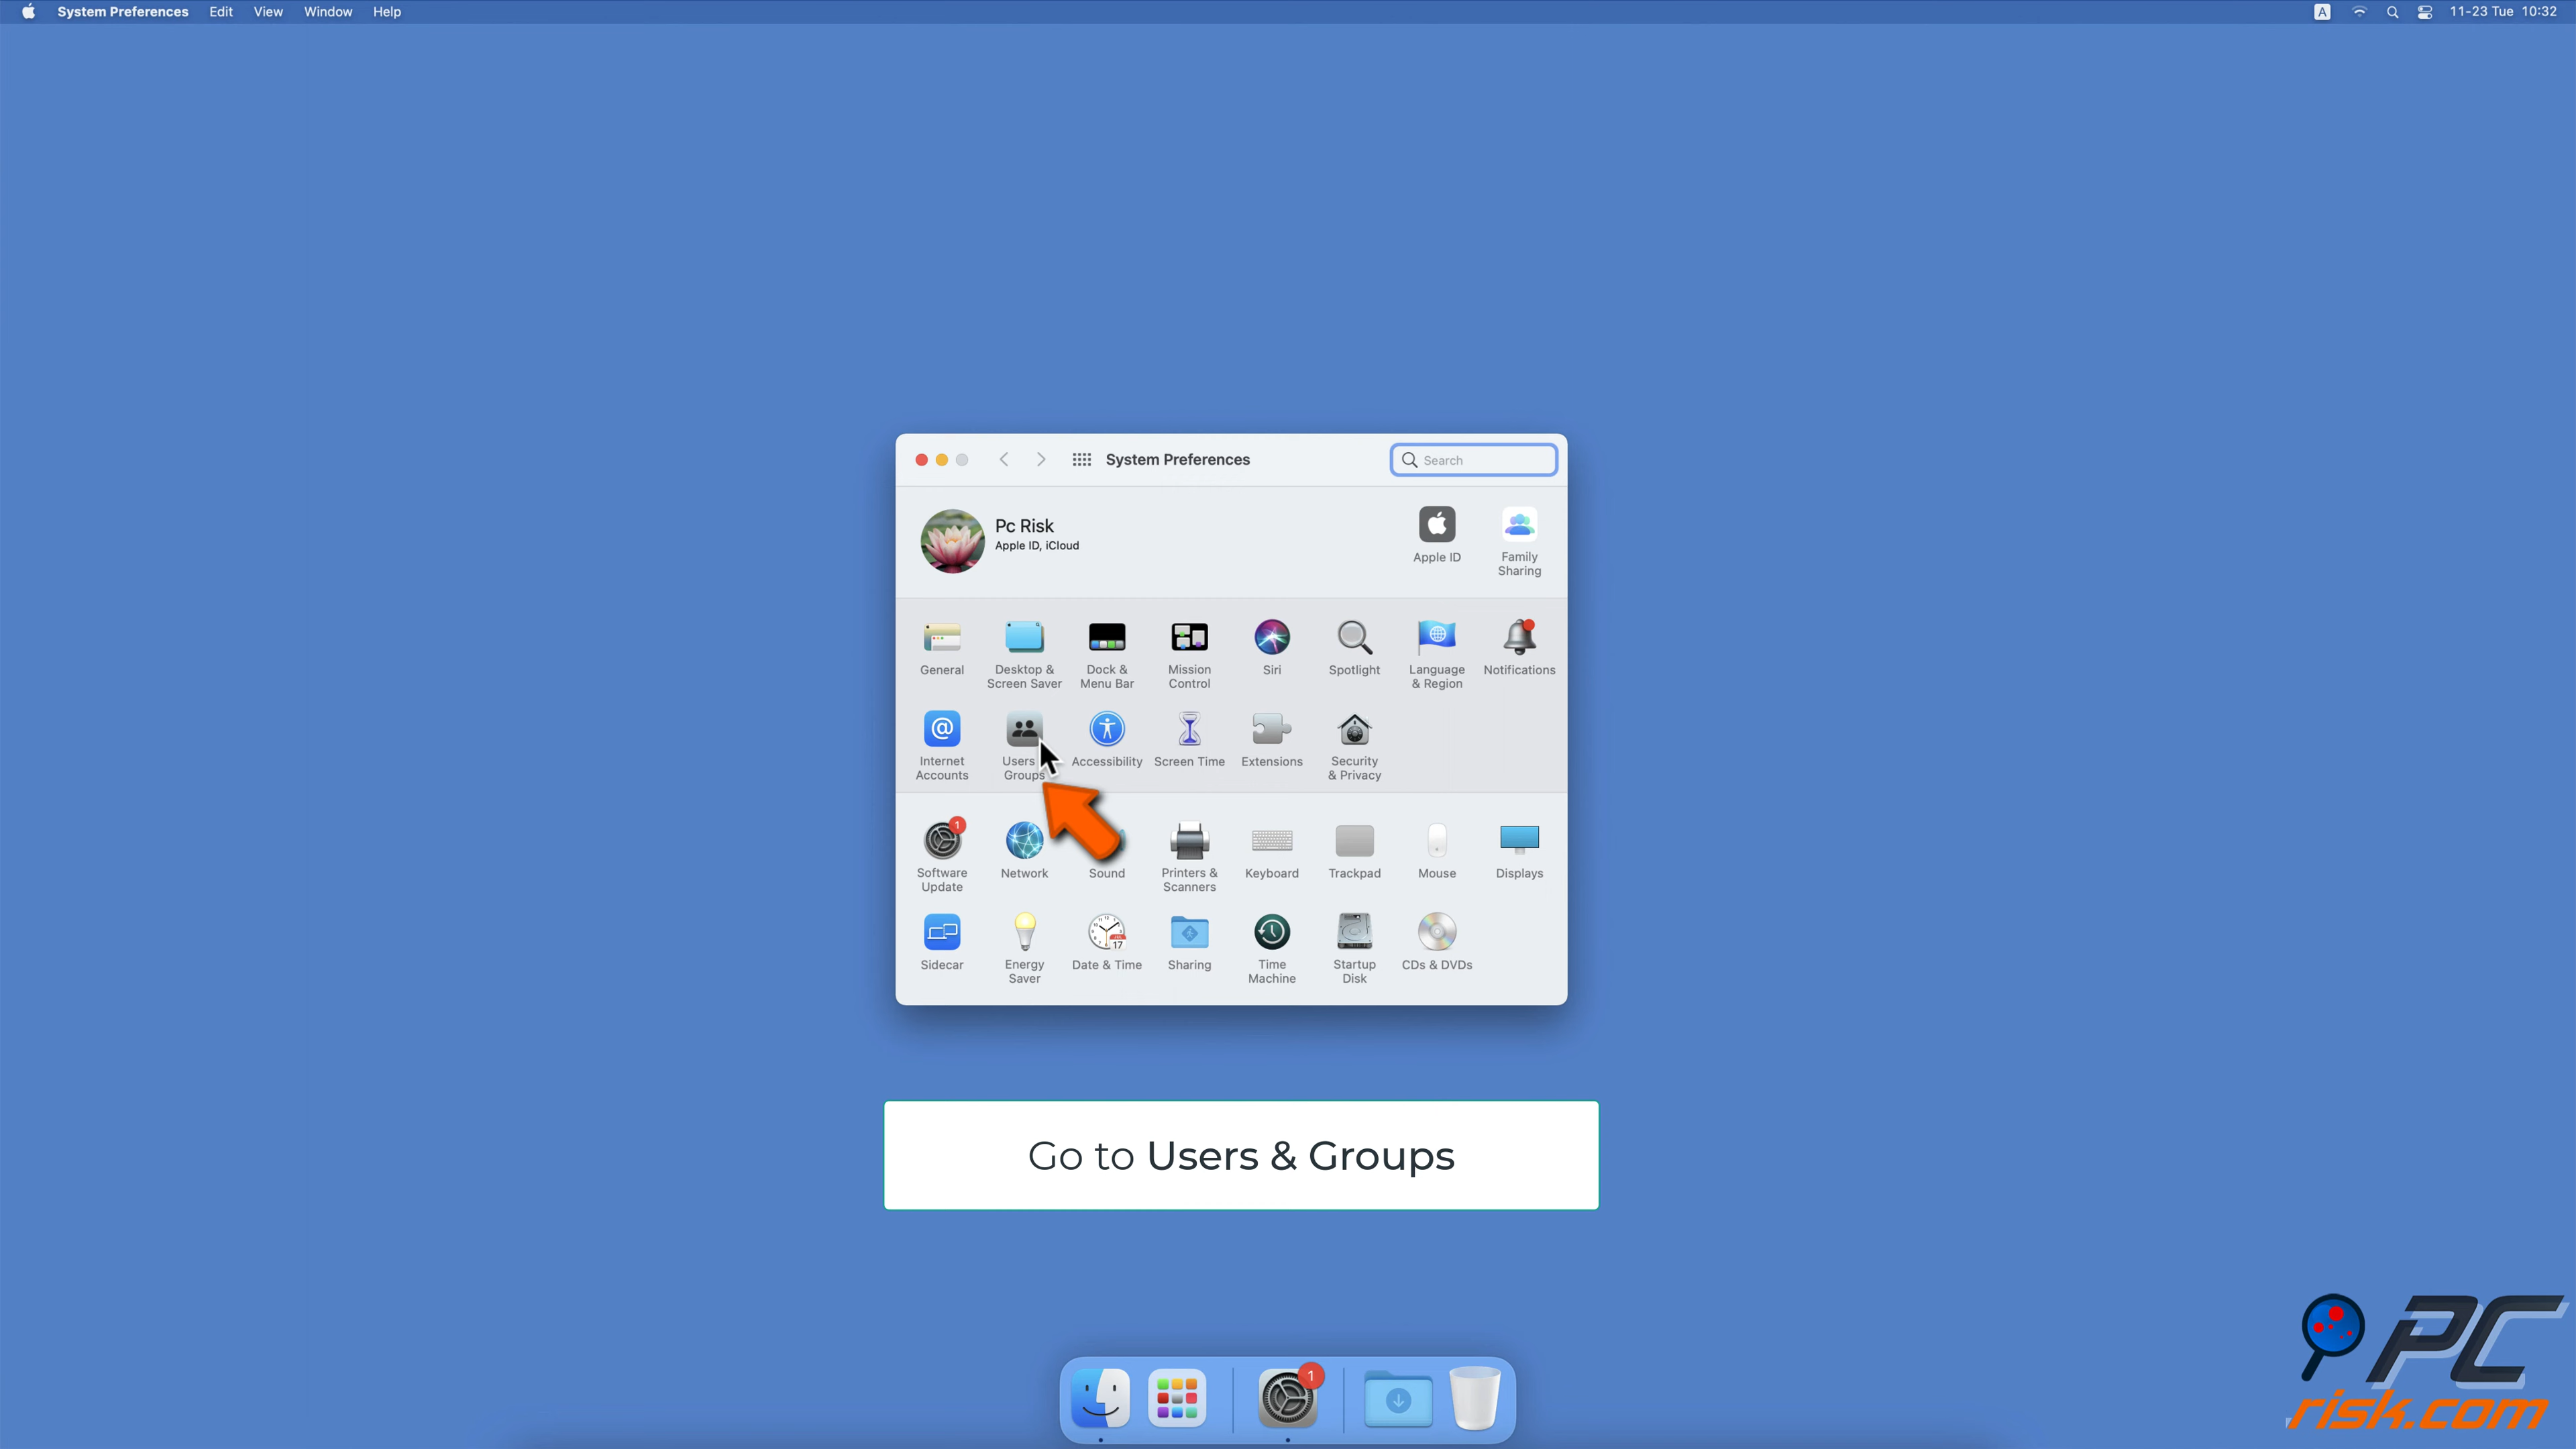 System Preferences Edit View Window Help
A 11-23 Tue 10:32
System Preferences
Search
Pc Risk
Apple ID, iCloud
Apple ID
Family
Sharing
General
Desktop &
Screen Saver
Dock &
Menu Bar
Mission
Control
Siri
Spotlight
Language
& Region
Notifications
@
Internet
Accounts
Users
Groups
Accessibility
Screen Time
Extensions
Security
& Privacy
1
Software
Update
Network
Sound
Printers &
Scanners
Keyboard
Trackpad
Mouse
Displays
Sidecar
Energy
Saver
17
Date & Time
Sharing
Time
Machine
Startup
Disk
CDs & DVDs
Go to Users & Groups
1
PC
risk.com